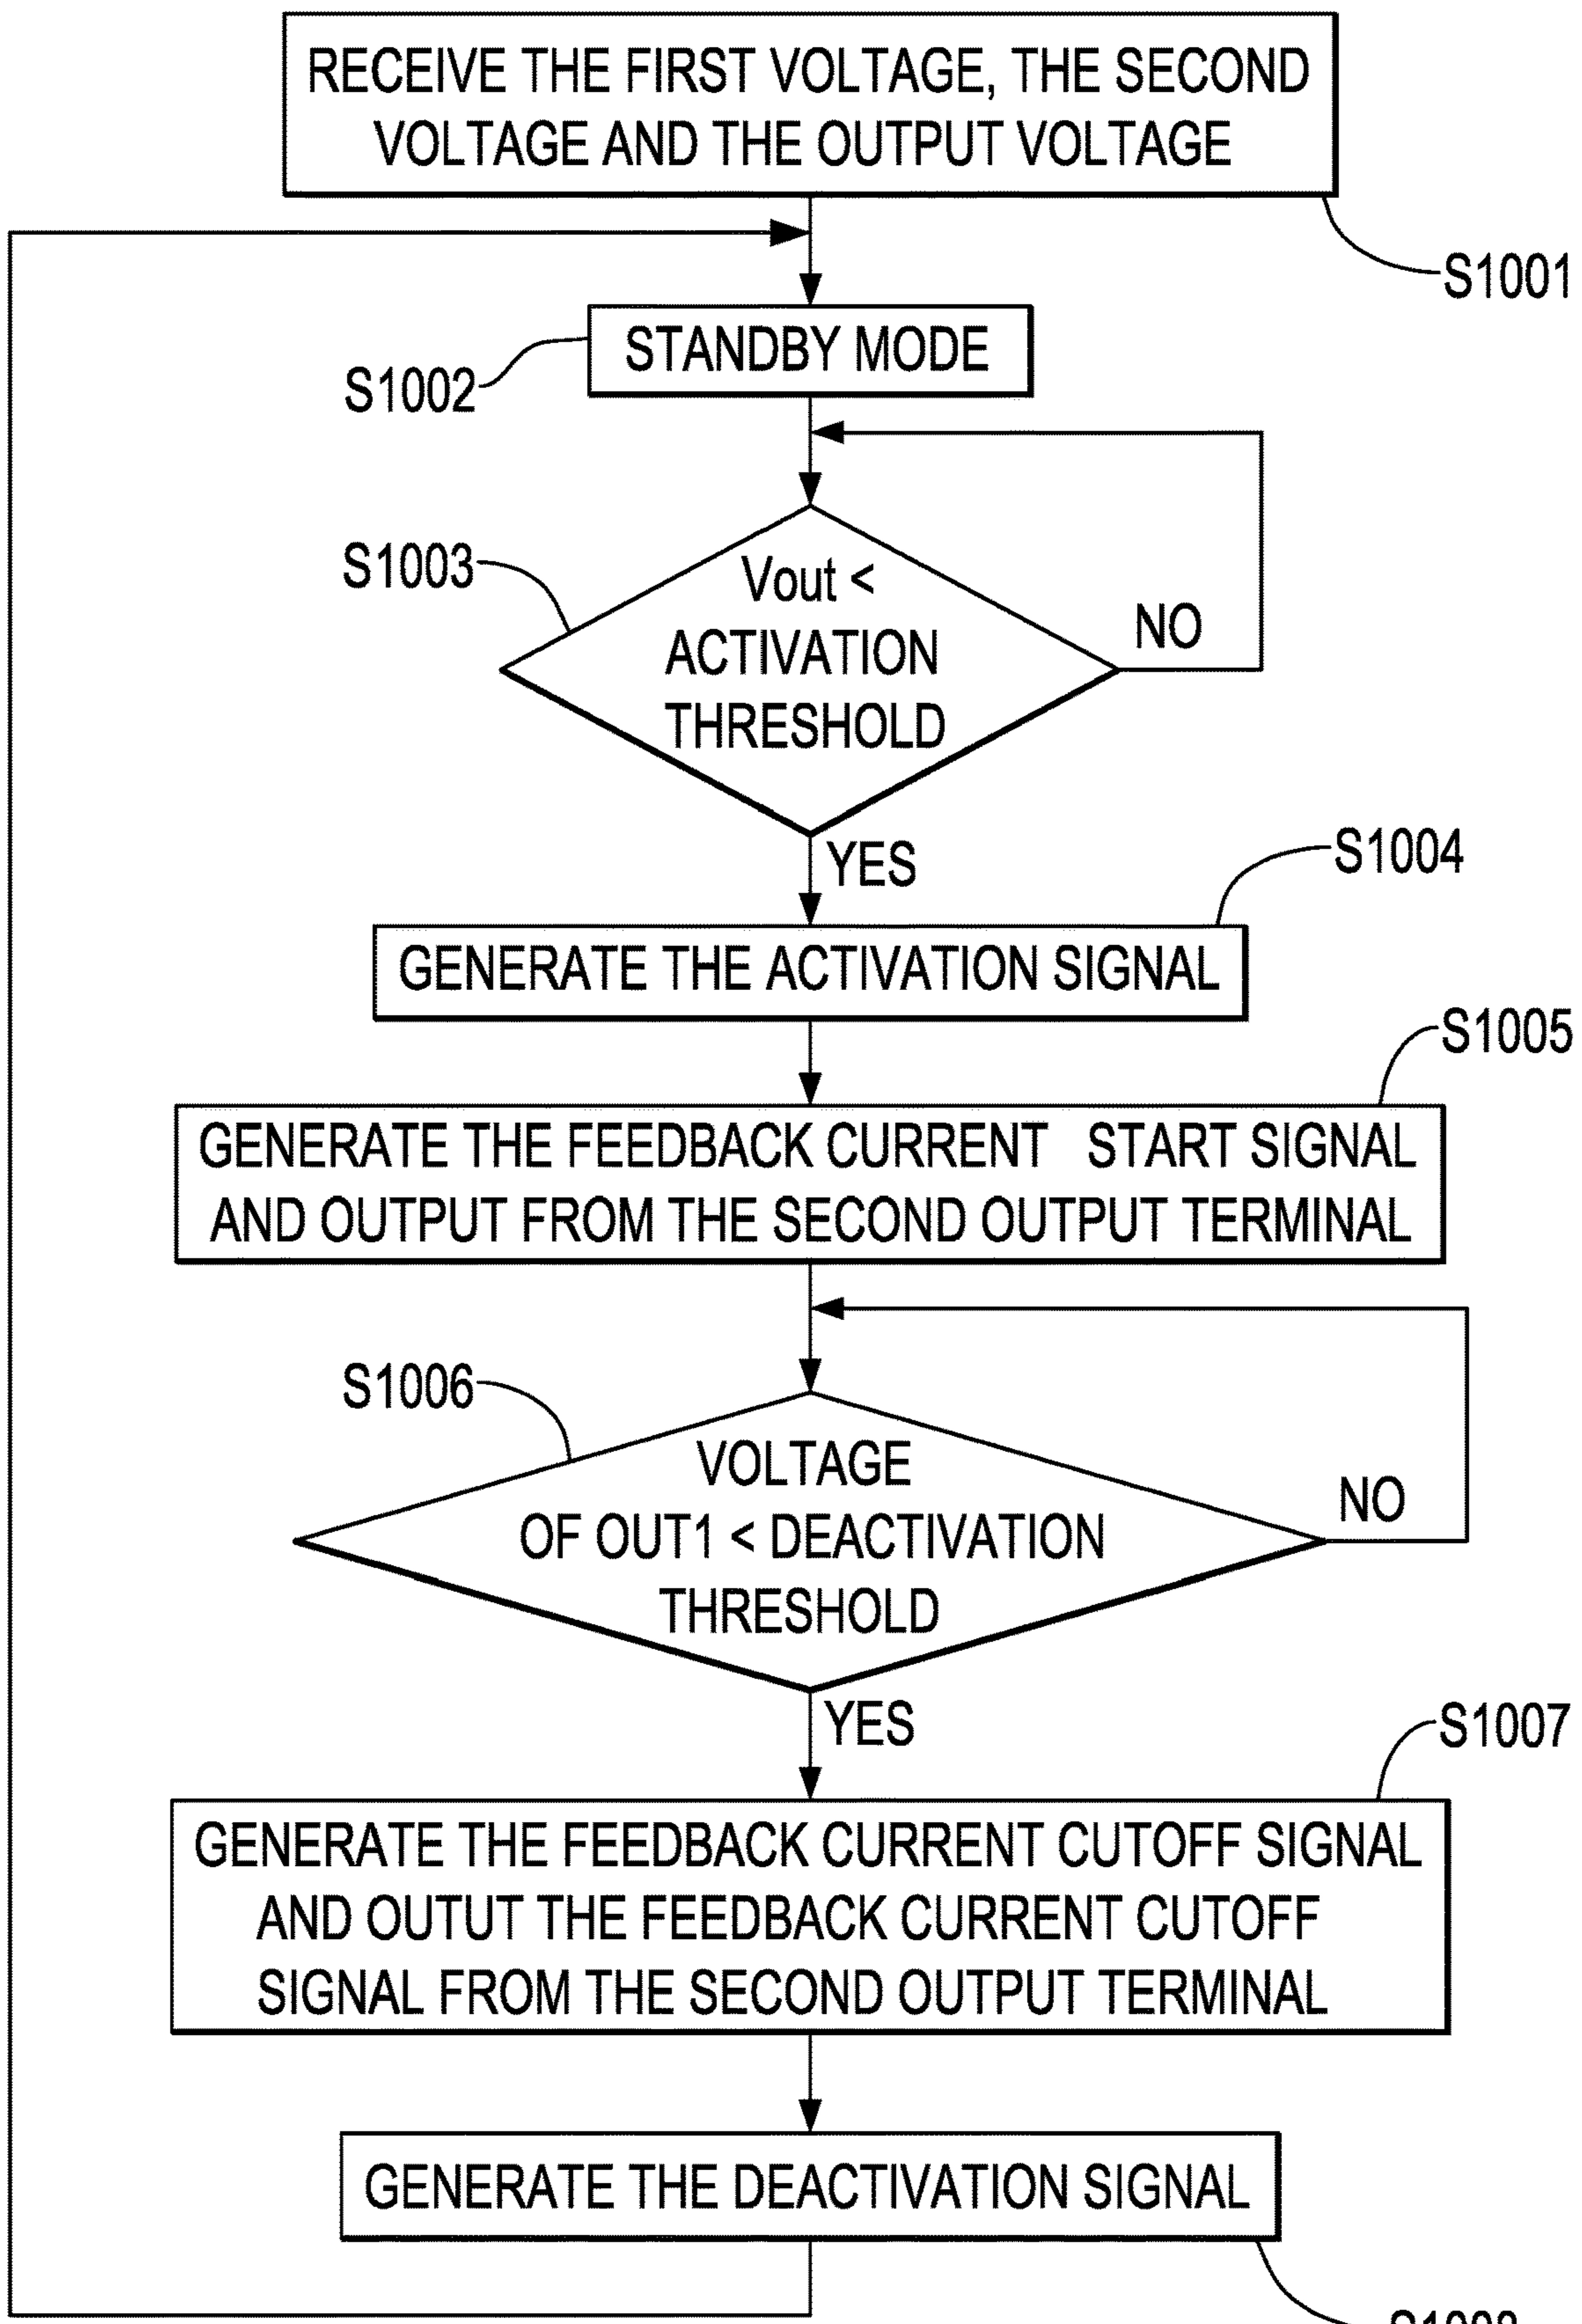 RECEIVE THE FIRST VOLTAGE, THE SECOND
VOLTAGE AND THE OUTPUT VOLTAGE
S1001
STANDBY MODE
S1002
S1003
Vout <
ACTIVATION
THRESHOLD
NO
YES
S1004
GENERATE THE ACTIVATION SIGNAL
S1005
GENERATE THE FEEDBACK CURRENT START SIGNAL
AND OUTPUT FROM THE SECOND OUTPUT TERMINAL
S1006
VOLTAGE
OF OUT1 < DEACTIVATION
THRESHOLD
NO
YES
S1007
GENERATE THE FEEDBACK CURRENT CUTOFF SIGNAL
AND OUTUT THE FEEDBACK CURRENT CUTOFF
SIGNAL FROM THE SECOND OUTPUT TERMINAL
GENERATE THE DEACTIVATION SIGNAL